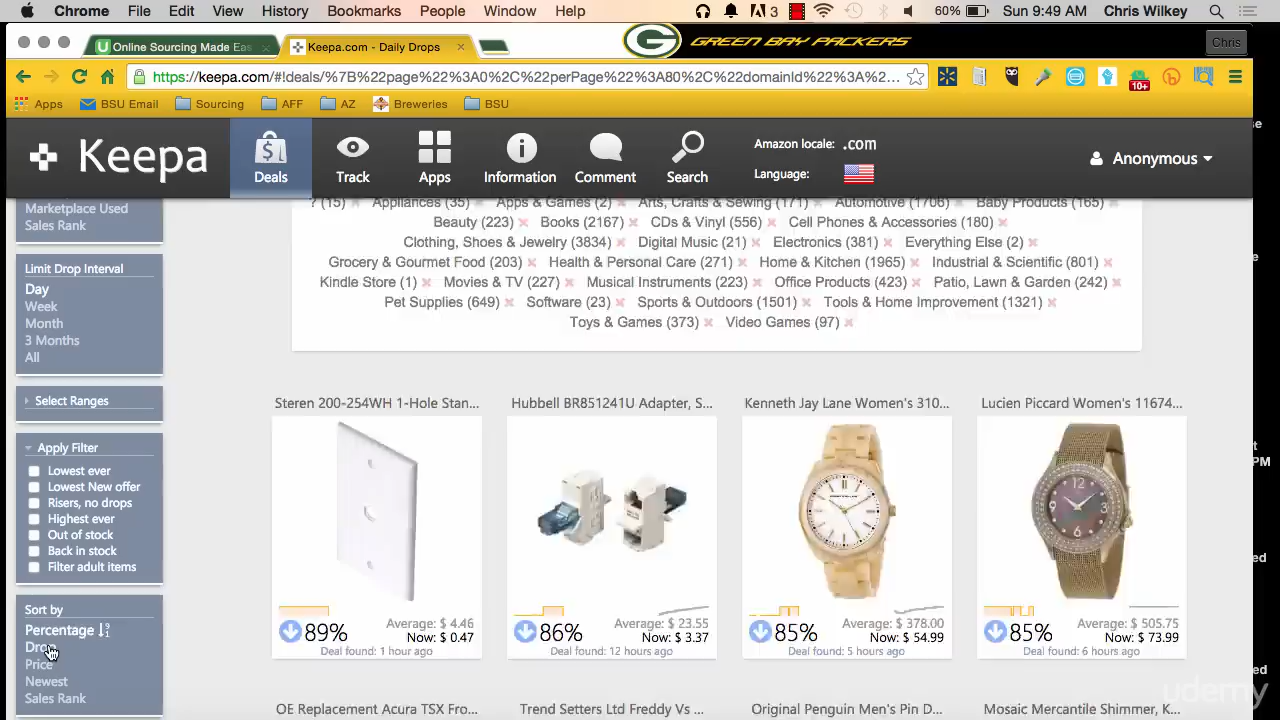 Chrome File Edit View History Bookmarks People Window Help 3 60% Sun 9:49 AM Chris Wilkey
Online Sourcing Made Eas Keepa.com - Daily Drops GREEN BAY PACKERS Chris
https://keepa.com/#!deals/%7B%22page%22%3A0%2C%22perPage%22%3A80%2C%22domainId%22%3A%2... 10+
Apps BSU Email Sourcing AFF AZ Breweries BSU
Keepa Deals Track Apps Information Comment Search
Amazon locale: .com
Language:
Anonymous
Marketplace Used
Sales Rank
Limit Drop Interval
Day
Week
Month
3 Months
All
Select Ranges
Apply Filter
Lowest ever
Lowest New offer
Risers, no drops
Highest ever
Out of stock
Back in stock
Filter adult items
Sort by
Percentage
Drop
Price
Newest
Sales Rank
? (15) Appliances (35) Apps & Games (2) Arts, Crafts & Sewing (171) Automotive (1706) Baby Products (165)
Beauty (223) Books (2167) CDs & Vinyl (556) Cell Phones & Accessories (180)
Clothing, Shoes & Jewelry (3834) Digital Music (21) Electronics (381) Everything Else (2)
Grocery & Gourmet Food (203) Health & Personal Care (271) Home & Kitchen (1965) Industrial & Scientific (801)
Kindle Store (1) Movies & TV (227) Musical Instruments (223) Office Products (423) Patio, Lawn & Garden (242)
Pet Supplies (649) Software (23) Sports & Outdoors (1501) Tools & Home Improvement (1321)
Toys & Games (373) Video Games (97)
Steren 200-254WH 1-Hole Stan...
89% Average: $ 4.46
Now: $ 0.47
Deal found: 1 hour ago
Hubbell BR851241U Adapter, S...
86% Average: $ 23.55
Now: $ 3.37
Deal found: 12 hours ago
Kenneth Jay Lane Women's 310...
85% Average: $ 378.00
Now: $ 54.99
Deal found: 5 hours ago
Lucien Piccard Women's 11674...
85% Average: $ 505.75
Now: $ 73.99
Deal found: 6 hours ago
OE Replacement Acura TSX Fro...
Trend Setters Ltd Freddy Vs ...
Original Penguin Men's Pin D...
Mosaic Mercantile Shimmer, K...
udemy